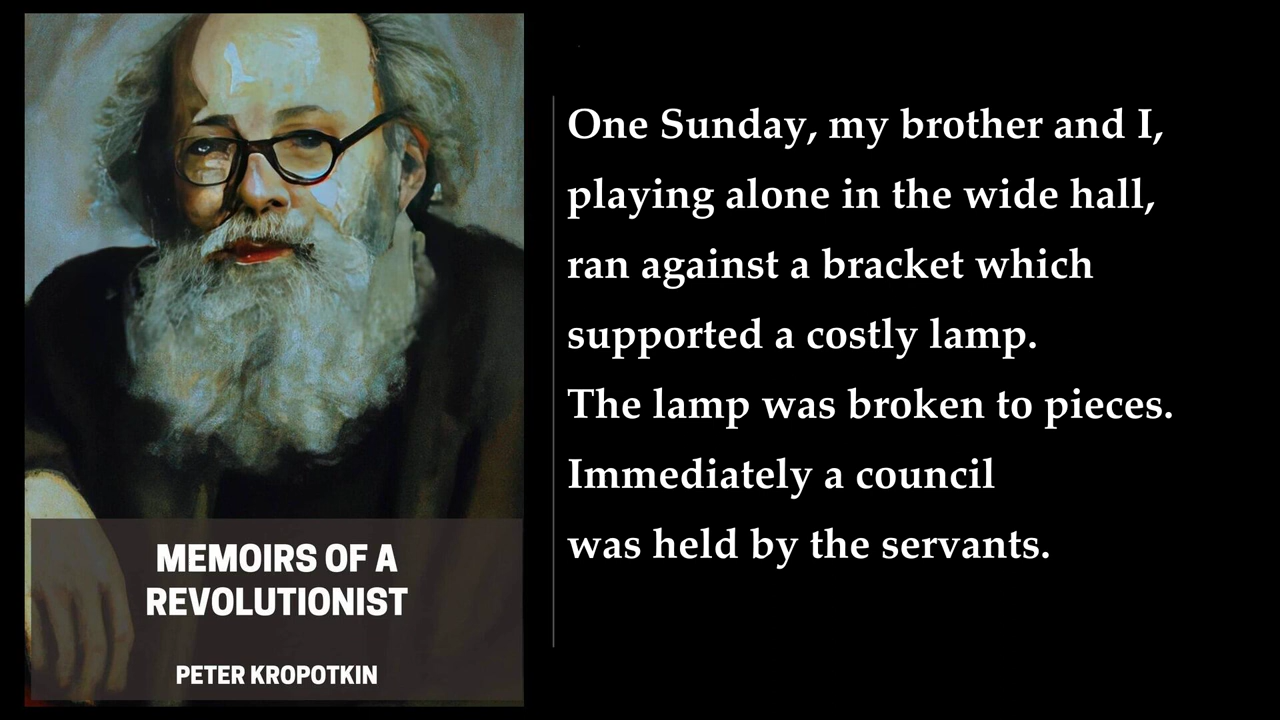 MEMOIRS OF A
REVOLUTIONIST
PETER KROPOTKIN
One Sunday, my brother and I,
playing alone in the wide hall,
ran against a bracket which
supported a costly lamp.
The lamp was broken to pieces.
Immediately a council
was held by the servants.